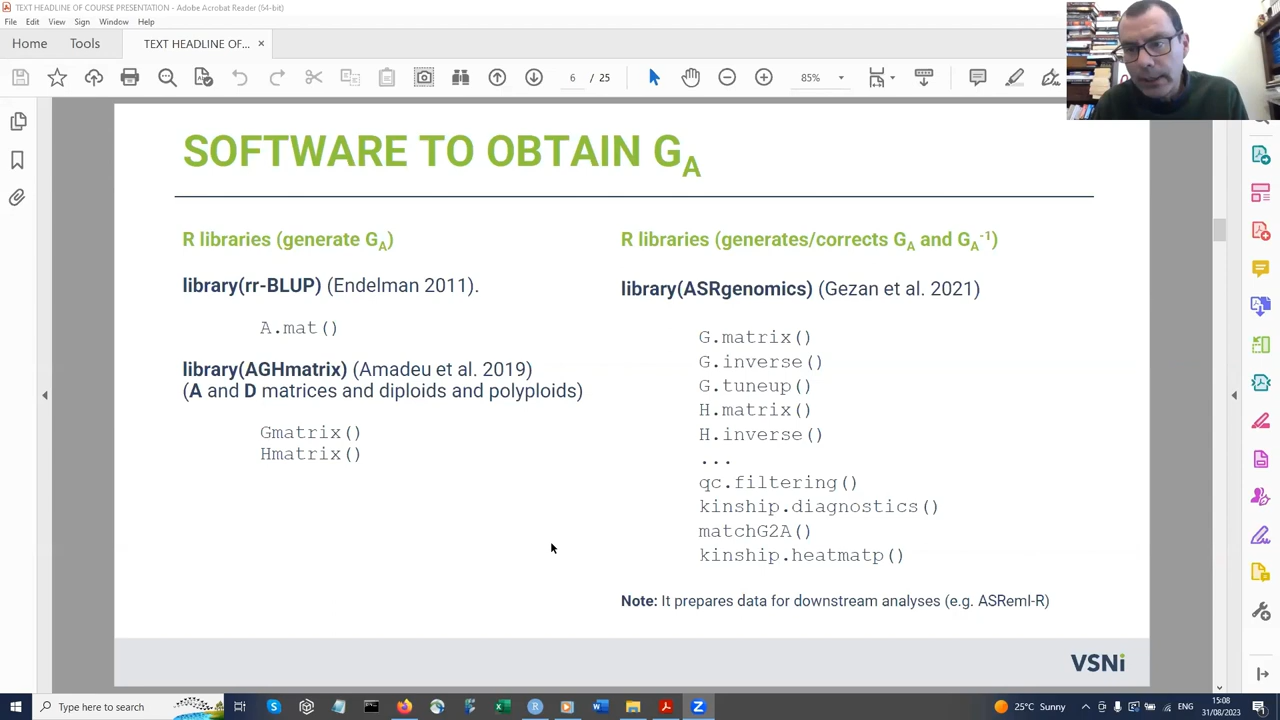 TEXT HEADLINE OF COURSE PRESENTATION - Adobe Acrobat Reader (64-bit)
File Edit View Sign Window Help
Home Tools TEXT HEADLINE OF... ×
6 / 25 85%
SOFTWARE TO OBTAIN GA
R libraries (generate GA)
library(rr-BLUP) (Endelman 2011).
A.mat()
library(AGHmatrix) (Amadeu et al. 2019)
(A and D matrices and diploids and polyploids)
Gmatrix()
Hmatrix()
R libraries (generates/corrects GA and GA-1)
library(ASRgenomics) (Gezan et al. 2021)
G.matrix()
G.inverse()
G.tuneup()
H.matrix()
H.inverse()
...
qc.filtering()
kinship.diagnostics()
matchG2A()
kinship.heatmatp()
Note: It prepares data for downstream analyses (e.g. ASReml-R)
VSNi
Type here to search
25°C Sunny ENG 15:08
31/08/2023